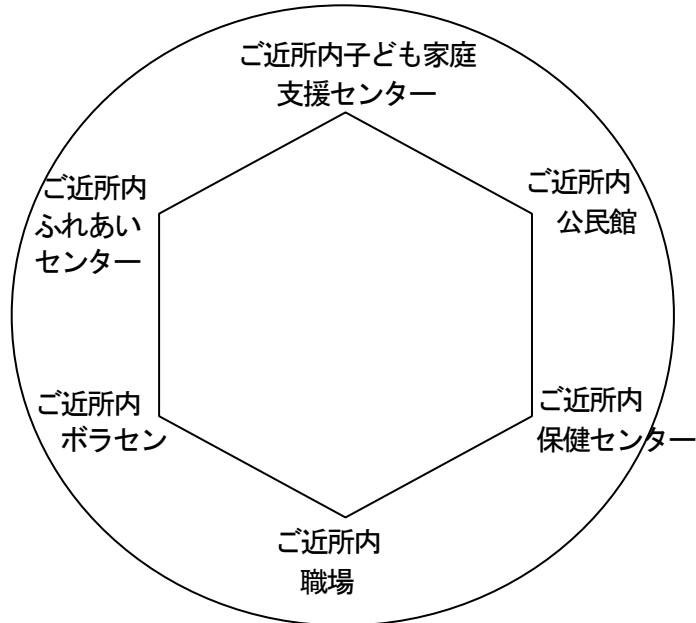 ご近所内子ども家庭
支援センター
ご近所内
公民館
ご近所内
ふれあい
センター
ご近所内
保健センター
ご近所内
ボラセン
ご近所内
職場